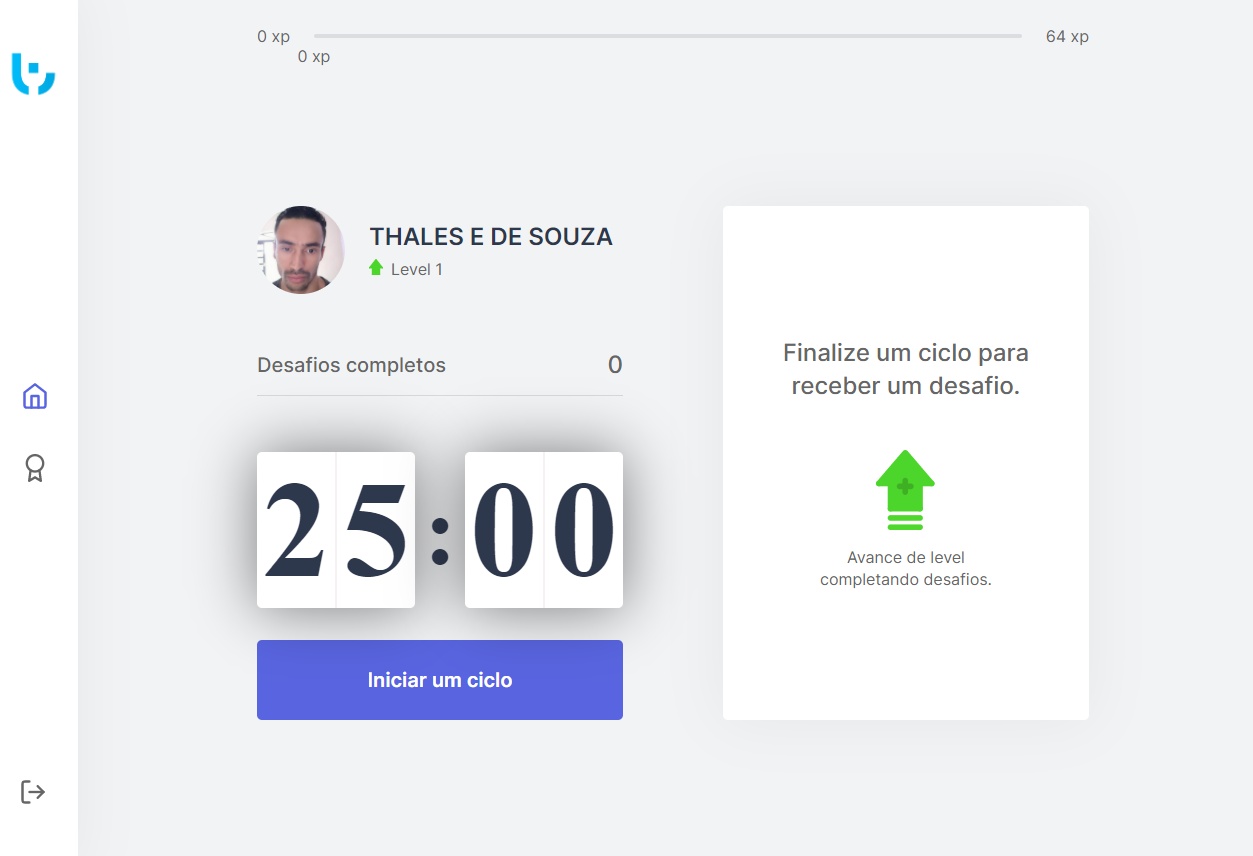 0 xp
64 xp
0 xp
THALES E DE SOUZA
Level 1
Desafios completos
0
25:00
Iniciar um ciclo
Finalize um ciclo para
receber um desafio.
Avance de level
completando desafios.